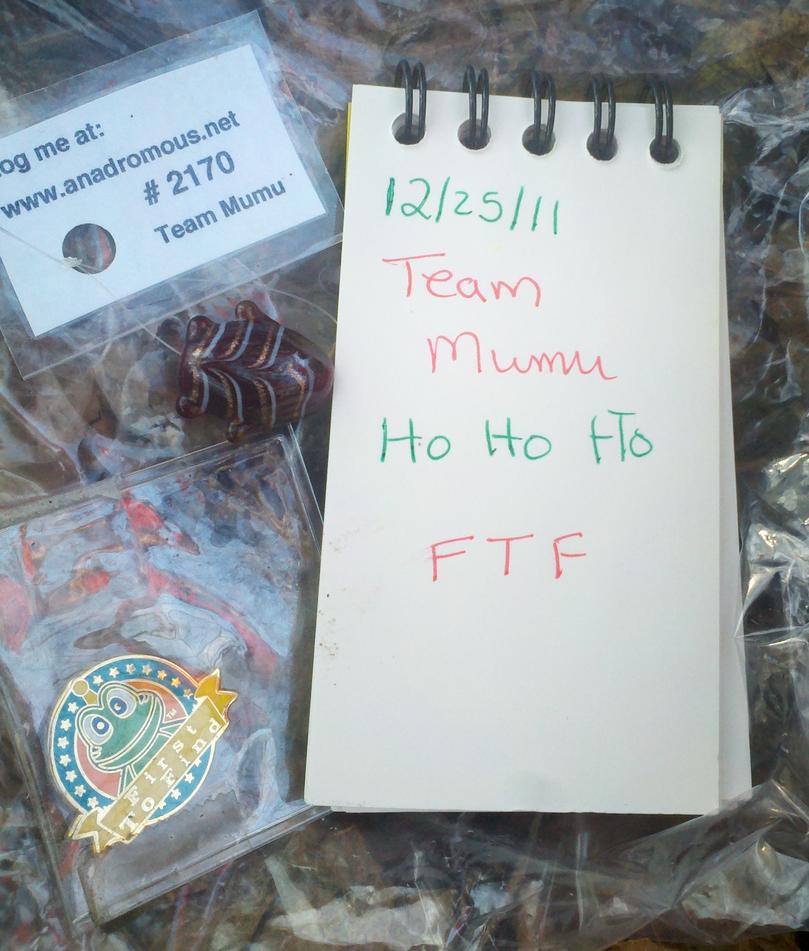 og me at:
www.anadromous.net
# 2170
Team Mumu
12/25/11
Team
Mumu
Ho Ho Ho
FTF
First
To Find
TM